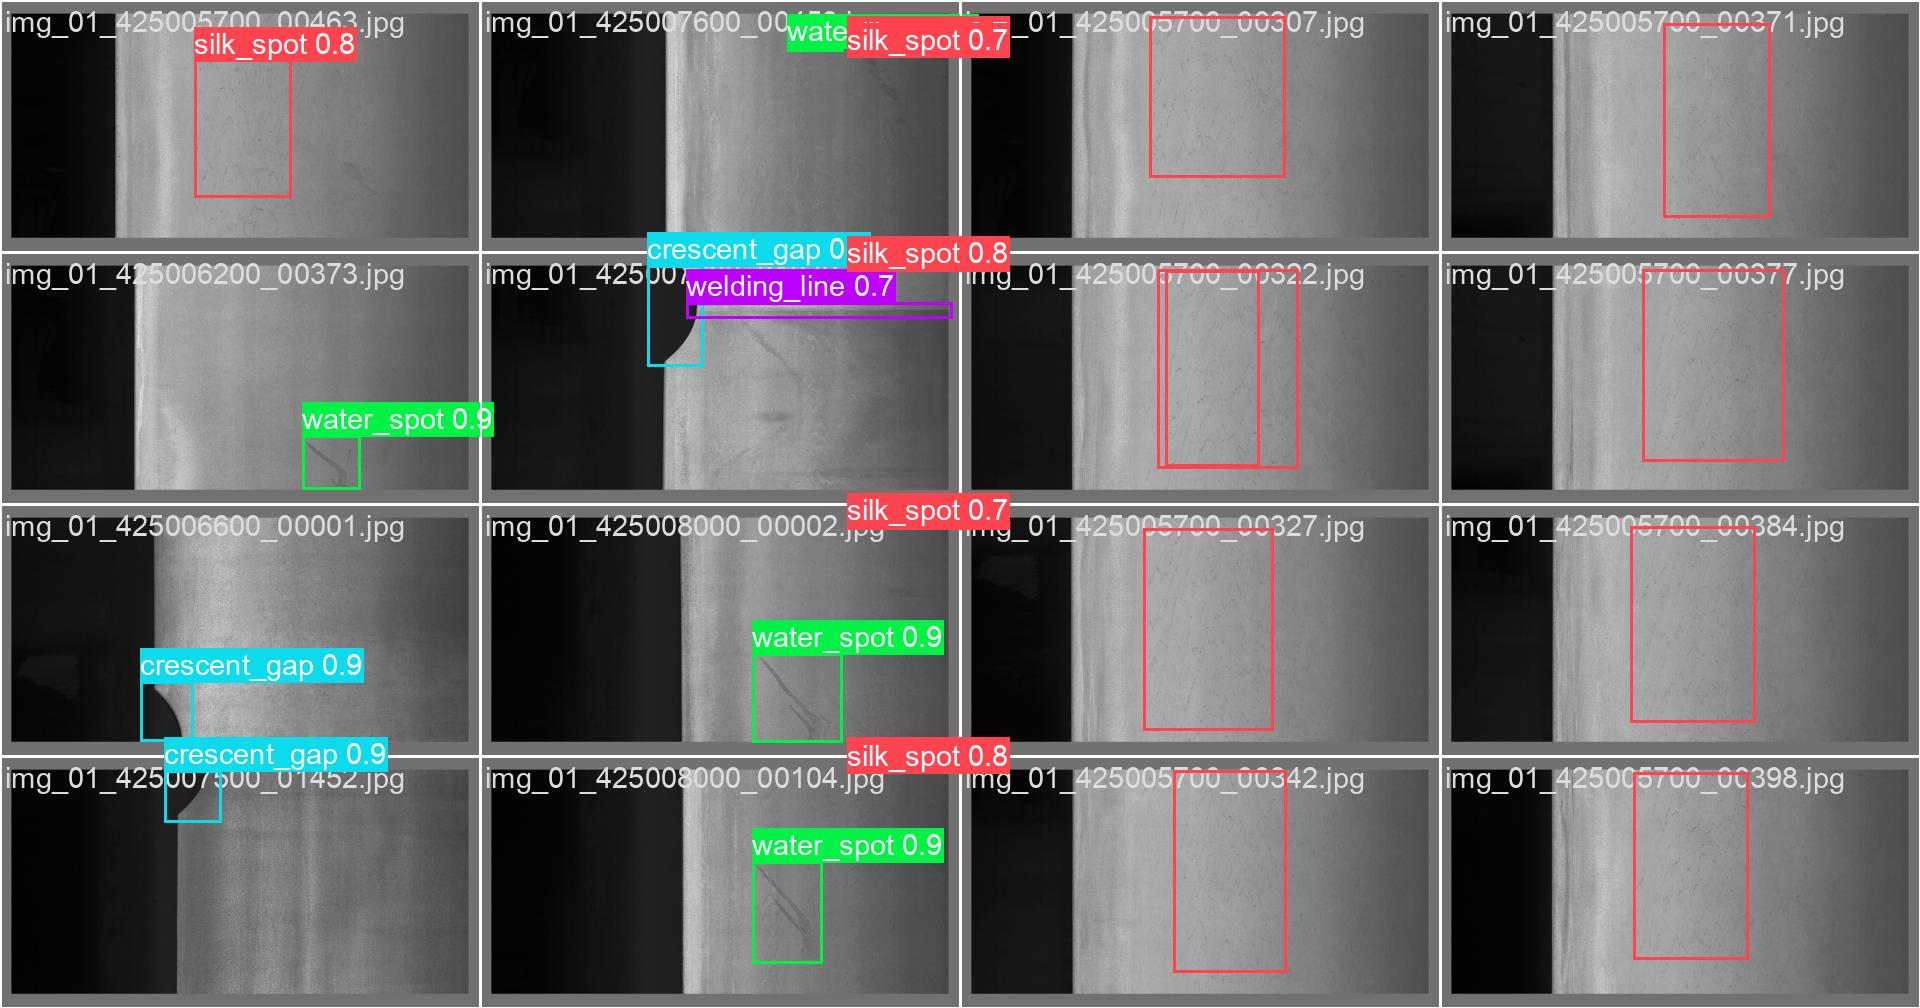 img_01_425005700_00463.jpg
silk_spot 0.8
img_01_425007600_00
wate
silk_spot 0.7
img_01_425005700_00307.jpg
img_01_425005700_00371.jpg
img_01_425006200_00373.jpg
water_spot 0.9
crescent_gap 0
silk_spot 0.8
img_01_42500
welding_line 0.7
img_01_425005700_00322.jpg
img_01_425005700_00377.jpg
img_01_425006600_00001.jpg
crescent_gap 0.9
silk_spot 0.7
img_01_425008000_00002.jpg
water_spot 0.9
img_01_425005700_00327.jpg
img_01_425005700_00384.jpg
crescent_gap 0.9
img_01_425007500_01452.jpg
silk_spot 0.8
img_01_425008000_00104.jpg
water_spot 0.9
img_01_425005700_00342.jpg
img_01_425005700_00398.jpg